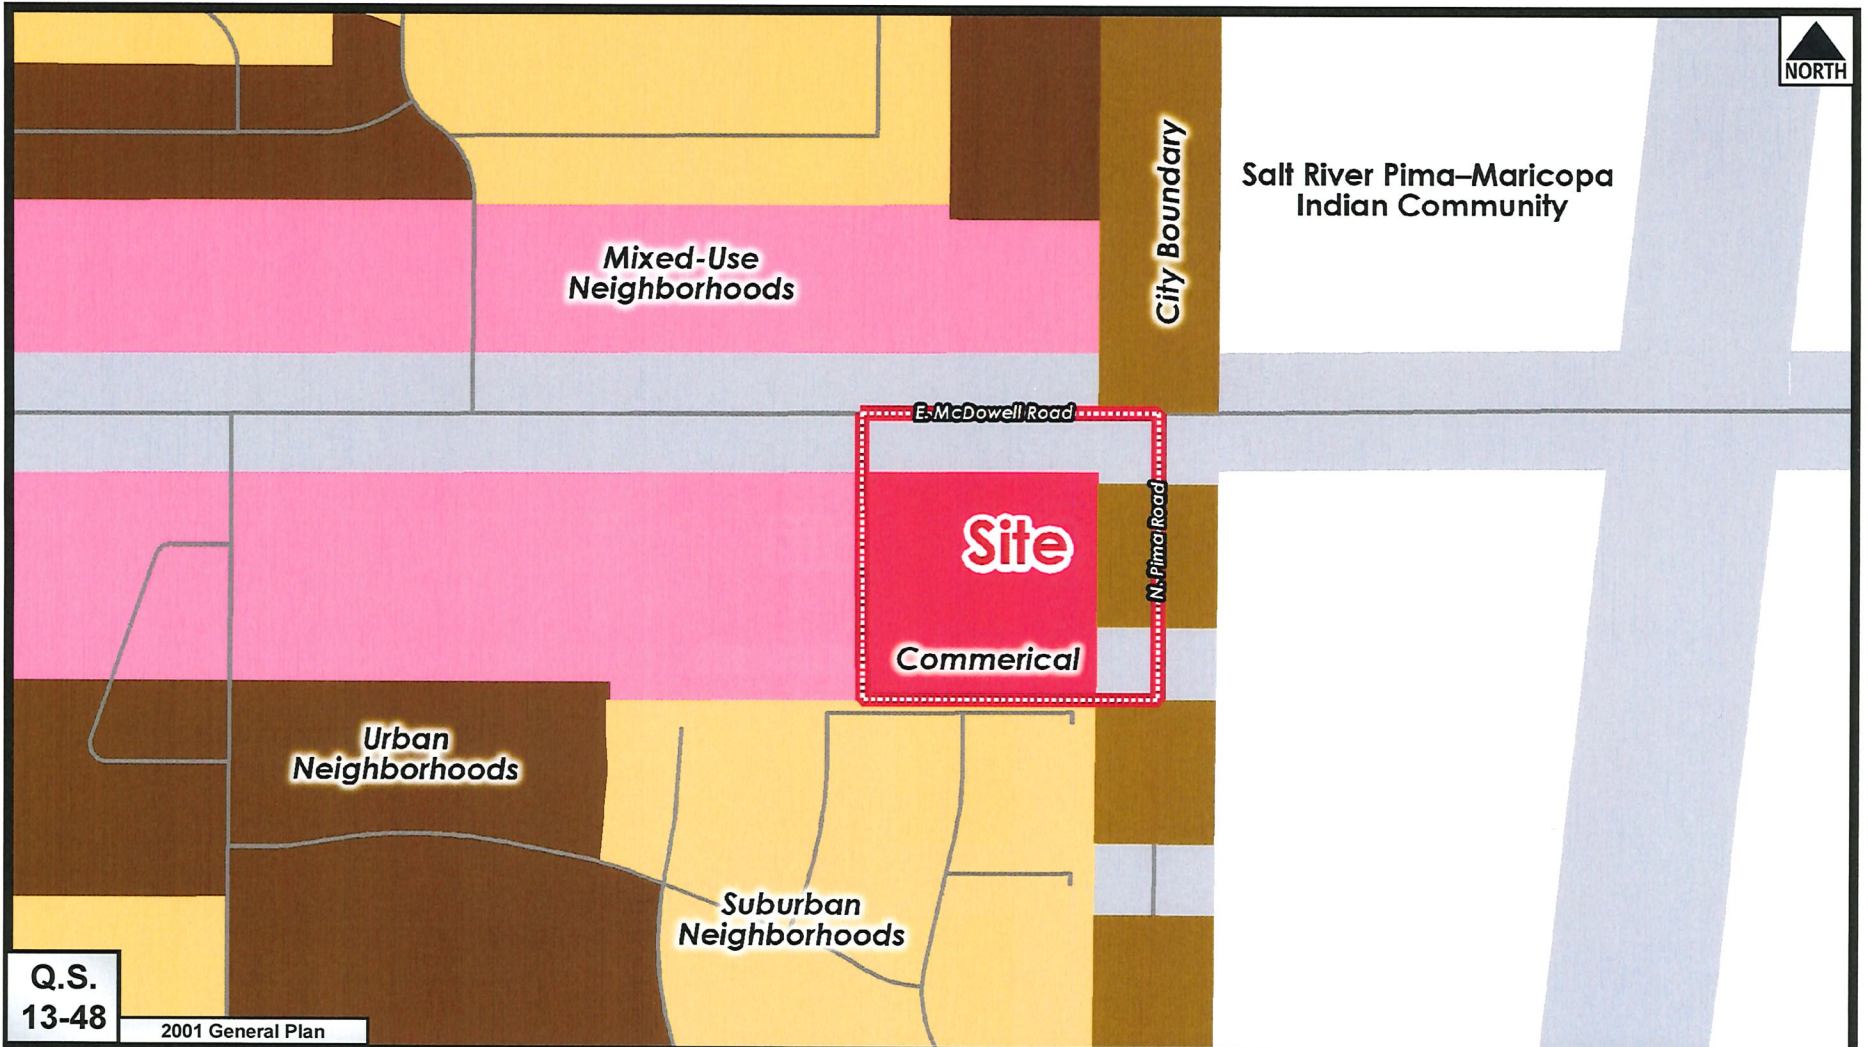 NORTH
Salt River Pima–Maricopa
Indian Community
City Boundary
Mixed-Use
Neighborhoods
E. McDowell Road
N. Pima Road
Site
Commerical
Urban
Neighborhoods
Suburban
Neighborhoods
Q.S.
13-48
2001 General Plan